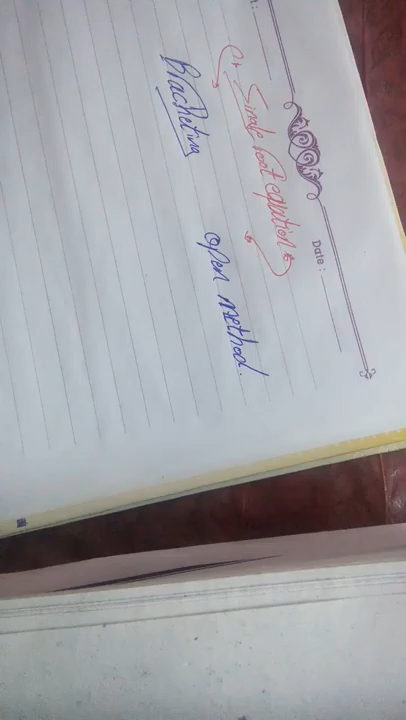 Date :
Single root equation
Bracketing
open method.